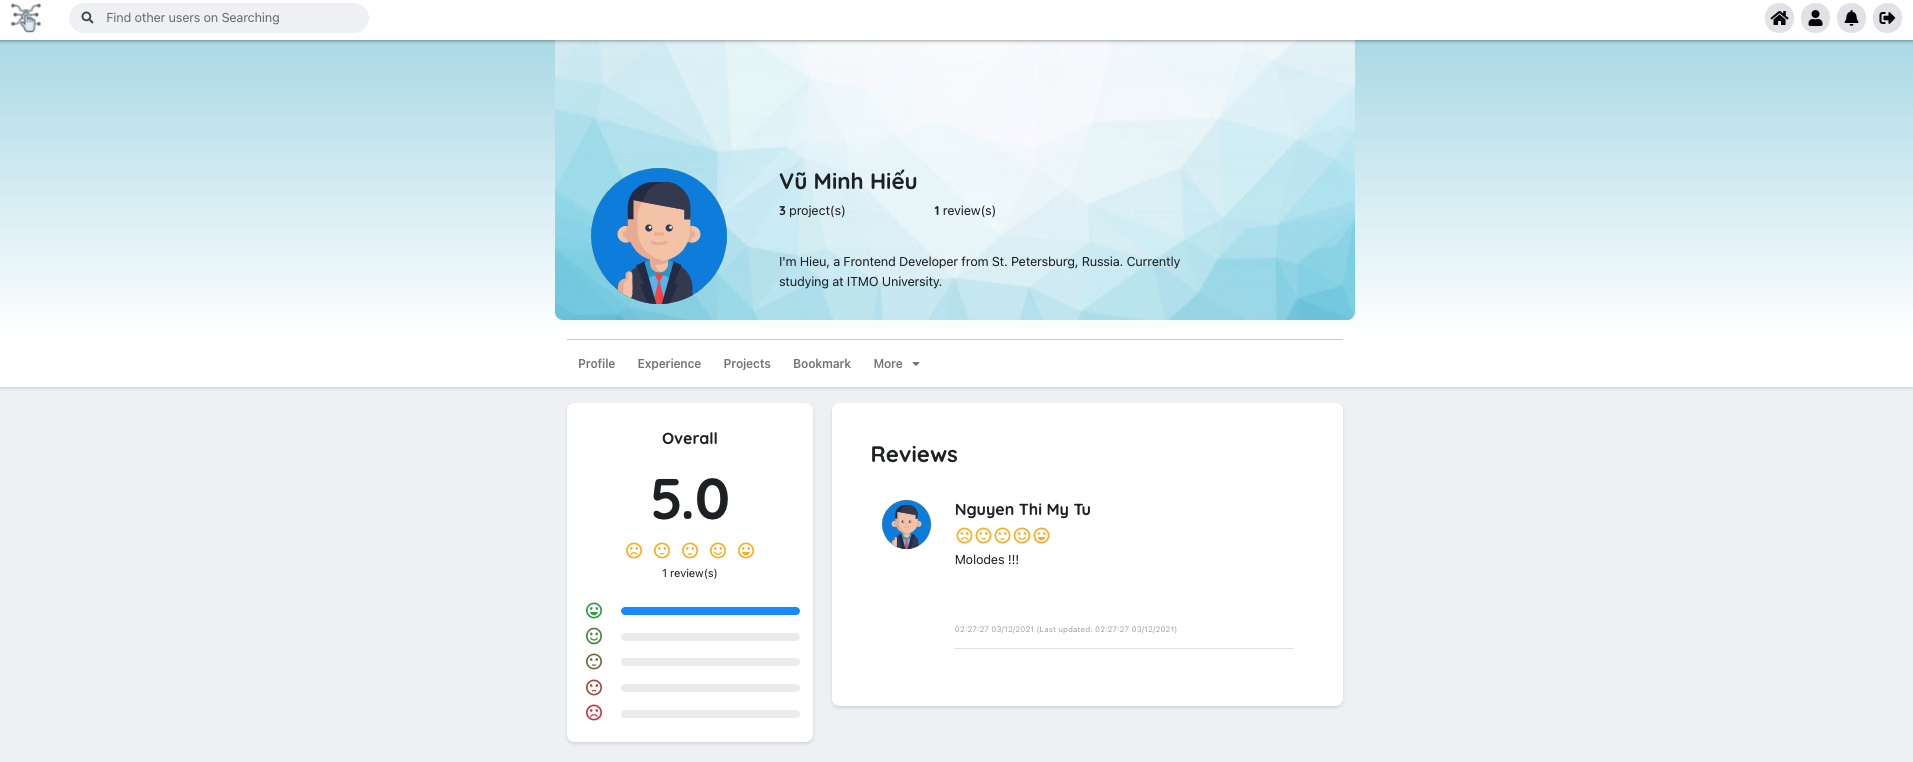 Find other users on Searching
Vũ Minh Hiếu
3 project(s) 1 review(s)
I'm Hieu, a Frontend Developer from St. Petersburg, Russia. Currently
studying at ITMO University.
Profile Experience Projects Bookmark More
Overall
5.0
1 review(s)
Reviews
Nguyen Thi My Tu
Molodes !!!
02:27:27 03/12/2021 (Last updated: 02:27:27 03/12/2021)